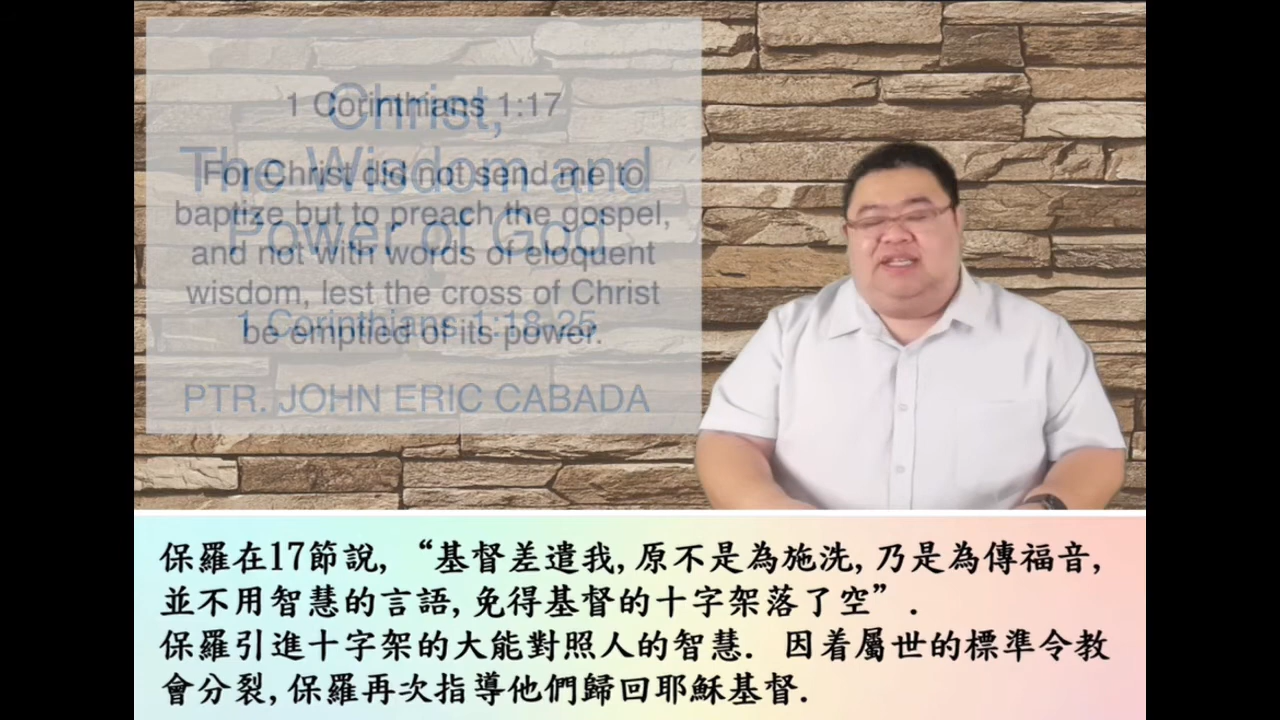 1 Corinthians 1:17
For Christ did not send me to
baptize but to preach the gospel,
and not with words of eloquent
wisdom, lest the cross of Christ
be emptied of its power.
Christ,
The Wisdom and
Power of God
1 Corinthians 1:18-25
PTR. JOHN ERIC CABADA
保羅在17節說, “基督差遣我, 原不是為施洗, 乃是為傳福音,
並不用智慧的言語, 免得基督的十字架落了空”.
保羅引進十字架的大能對照人的智慧. 因着屬世的標準令教
會分裂, 保羅再次指導他們歸回耶穌基督.